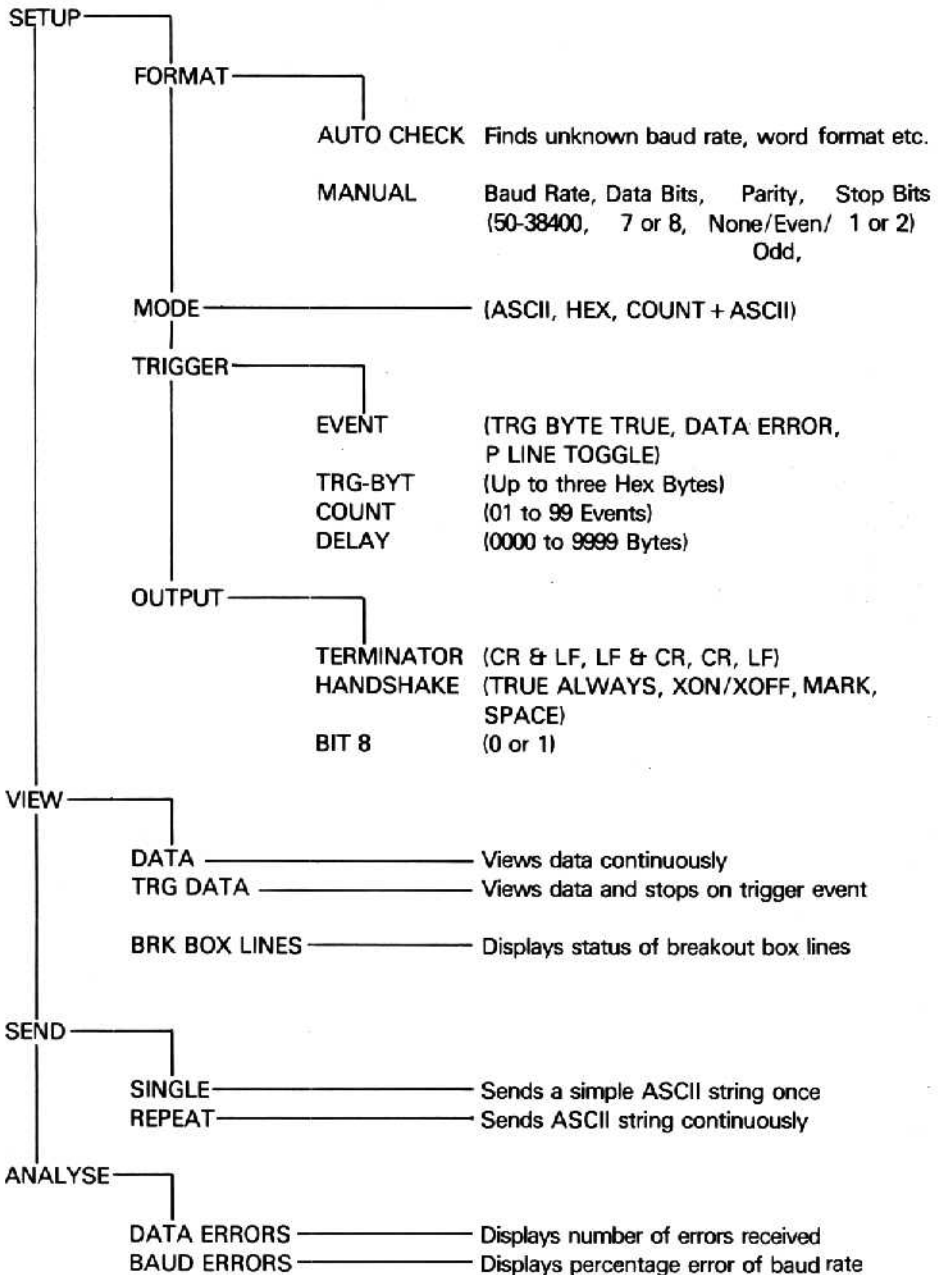 SETUP
FORMAT
AUTO CHECK Finds unknown baud rate, word format etc.
MANUAL Baud Rate, Data Bits, Parity, Stop Bits
(50-38400, 7 or 8, None/Even/ 1 or 2)
Odd,
MODE (ASCII, HEX, COUNT + ASCII)
TRIGGER
EVENT (TRG BYTE TRUE, DATA ERROR,
P LINE TOGGLE)
TRG-BYT (Up to three Hex Bytes)
COUNT (01 to 99 Events)
DELAY (0000 to 9999 Bytes)
OUTPUT
TERMINATOR (CR & LF, LF & CR, CR, LF)
HANDSHAKE (TRUE ALWAYS, XON/XOFF, MARK,
SPACE)
BIT 8 (0 or 1)
VIEW
DATA Views data continuously
TRG DATA Views data and stops on trigger event
BRK BOX LINES Displays status of breakout box lines
SEND
SINGLE Sends a simple ASCII string once
REPEAT Sends ASCII string continuously
ANALYSE
DATA ERRORS Displays number of errors received
BAUD ERRORS Displays percentage error of baud rate